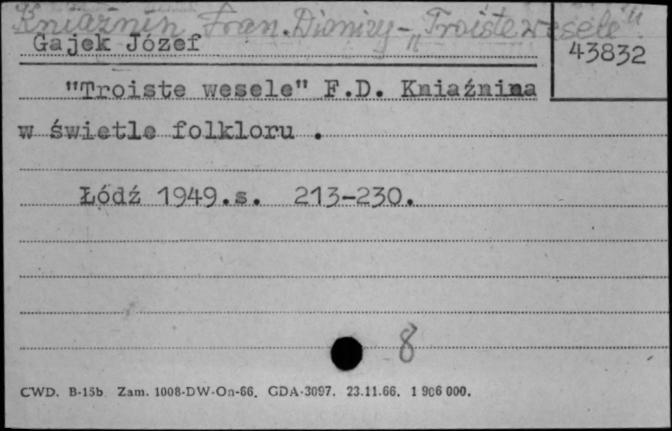 Kniaźnin Fran. Dionizy - "Troiste wesele"
Gajek Józef
43832
"Troiste wesele" F.D. Kniaźnina
w świetle folkloru .
Łódź 1949.s. 213-230.
8
CWD. B-15b Zam. 1008-DW-On-66. GDA-3097. 23.11.66. 1 906 000.